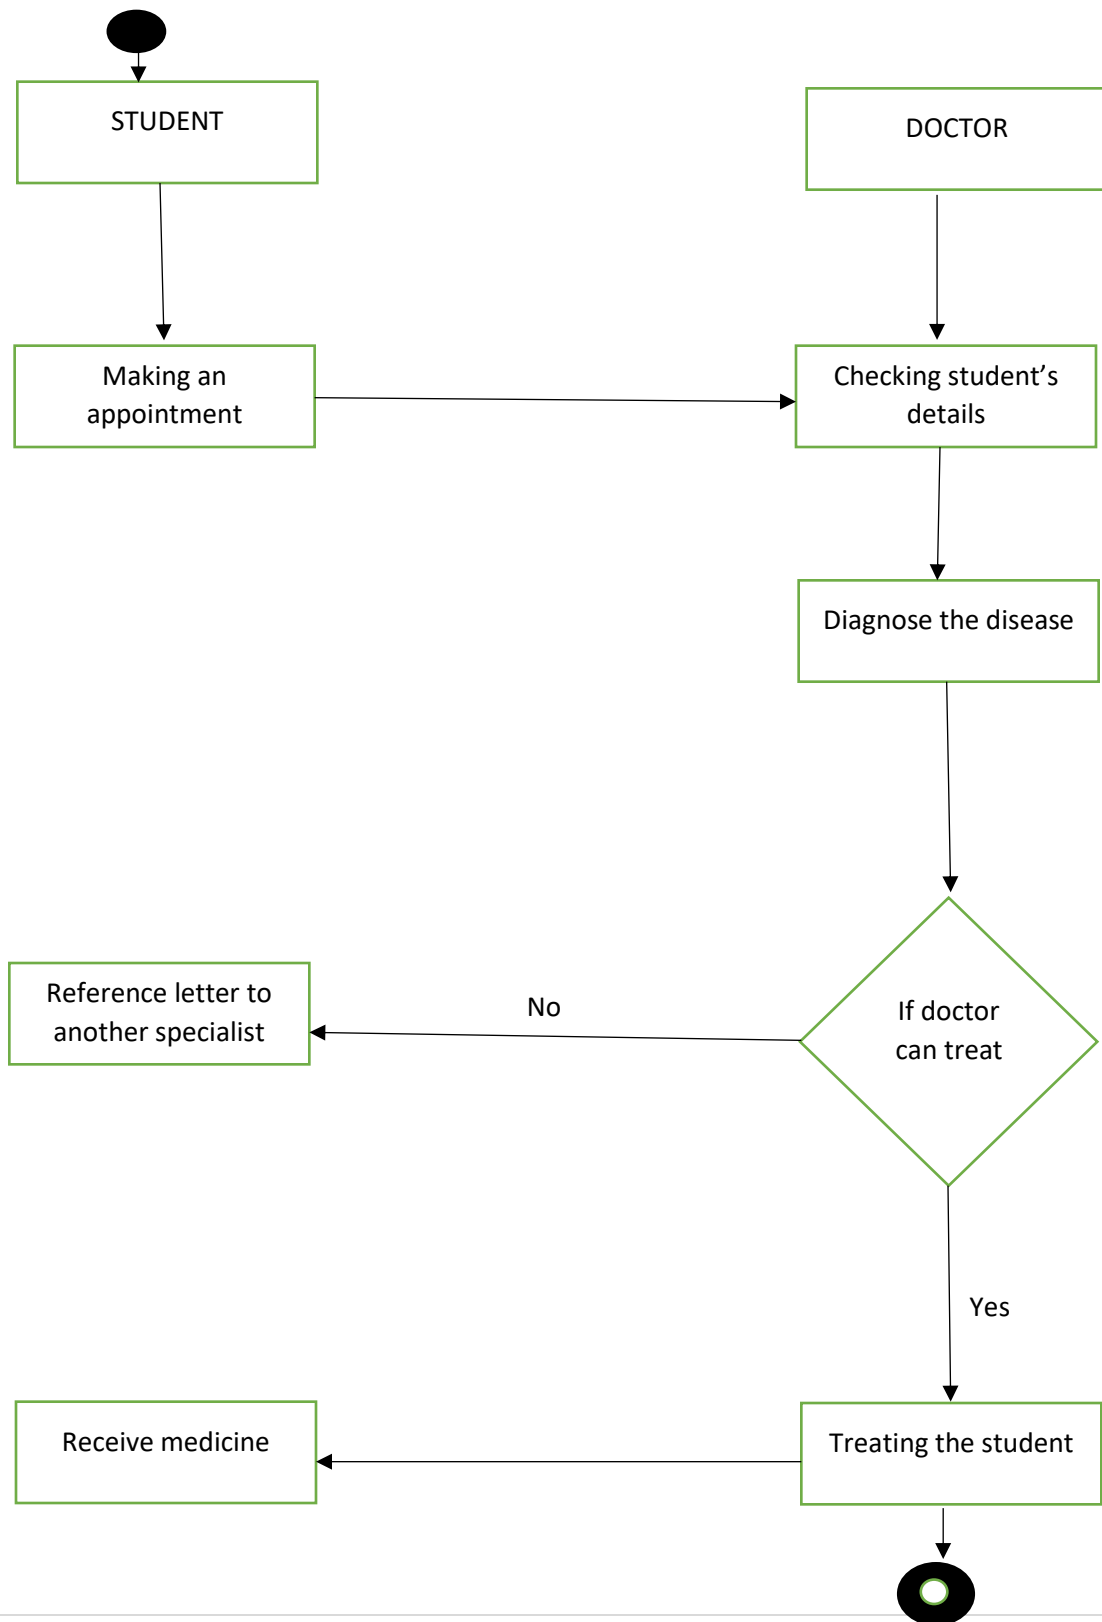 STUDENT
DOCTOR
Making an
appointment
Checking student’s
details
Diagnose the disease
Reference letter to
another specialist
No
If doctor
can treat
Yes
Receive medicine
Treating the student